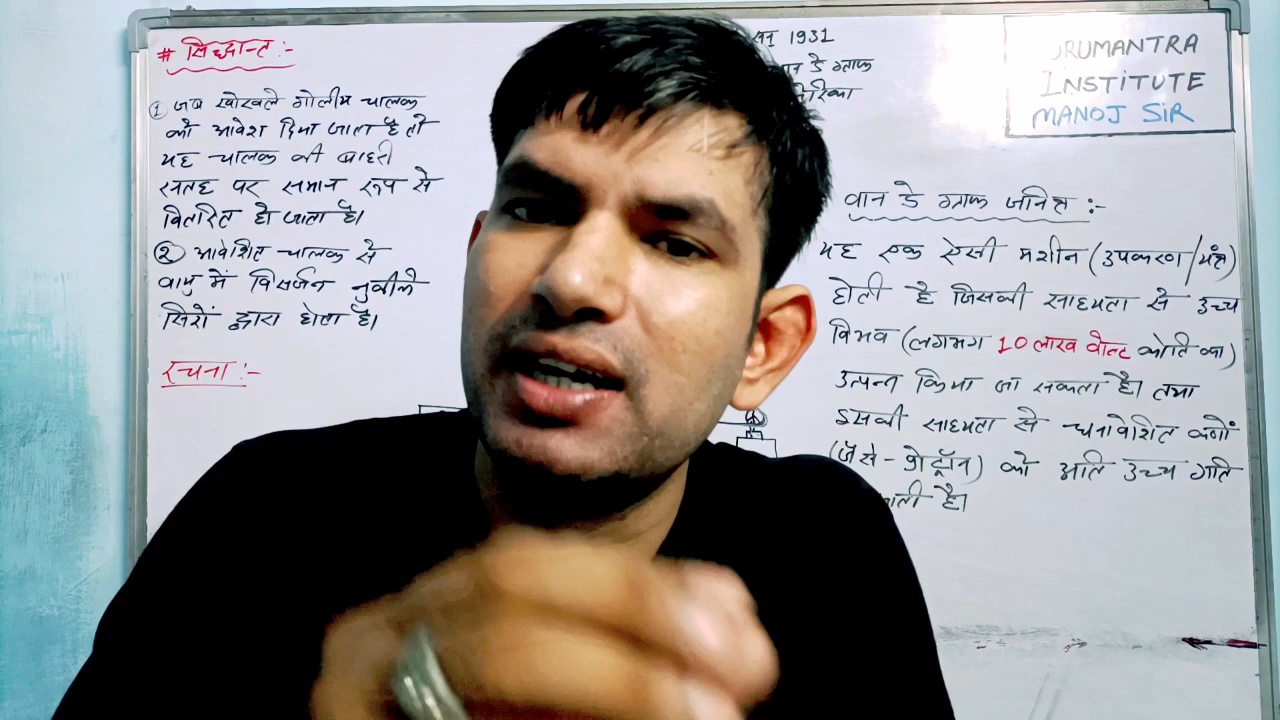 # सिद्धान्त :-
① जब खोखले गोलीय चालक
को आवेश दिया जाता है तो
यह चालक की बाहरी
सतह पर समान रूप से
वितरित हो जाता है।
② आवेशित चालक से
वायु में विसर्जन नुकीले
सिरों द्वारा होता है।
रचना :-
सन् 1931
वान डे ग्राफ
RUMANTRA
INSTITUTE
MANOJ SIR
वान डे ग्राफ जनित्र :-
यह एक ऐसी मशीन (उपकरण/यंत्र)
होती है जिसकी सहायता से उच्च
विभव (लगभग 10 लाख वोल्ट कोटि का)
उत्पन्न किया जा सकता है। तथा
इसकी सहायता से धनावेशित कणों
(जैसे - प्रोट्रॉन) को अति उच्च गति
है।